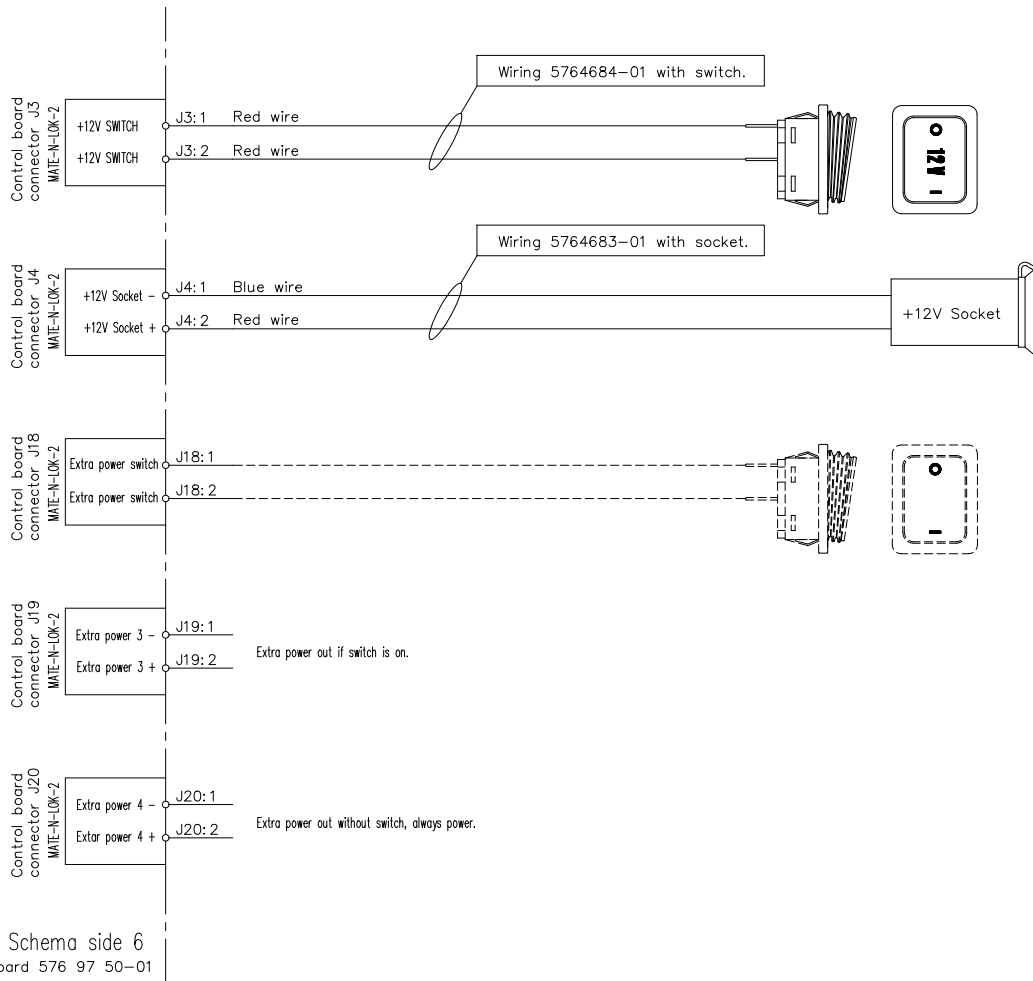 Wiring 5764684-01 with switch.
Control board
connector J3
MATE-N-LOK-2
+12V SWITCH
J3:1 Red wire
+12V SWITCH
J3:2 Red wire
12V
Wiring 5764683-01 with socket.
Control board
connector J4
MATE-N-LOK-2
+12V Socket -
J4:1 Blue wire
+12V Socket +
J4:2 Red wire
+12V Socket
Control board
connector J18
MATE-N-LOK-2
Extra power switch
J18:1
Extra power switch
J18:2
Control board
connector J19
MATE-N-LOK-2
Extra power 3 -
J19:1
Extra power 3 +
J19:2
Extra power out if switch is on.
Control board
connector J20
MATE-N-LOK-2
Extra power 4 -
J20:1
Extar power 4 +
J20:2
Extra power out without switch, always power.
Schema side 6
oard 576 97 50-01